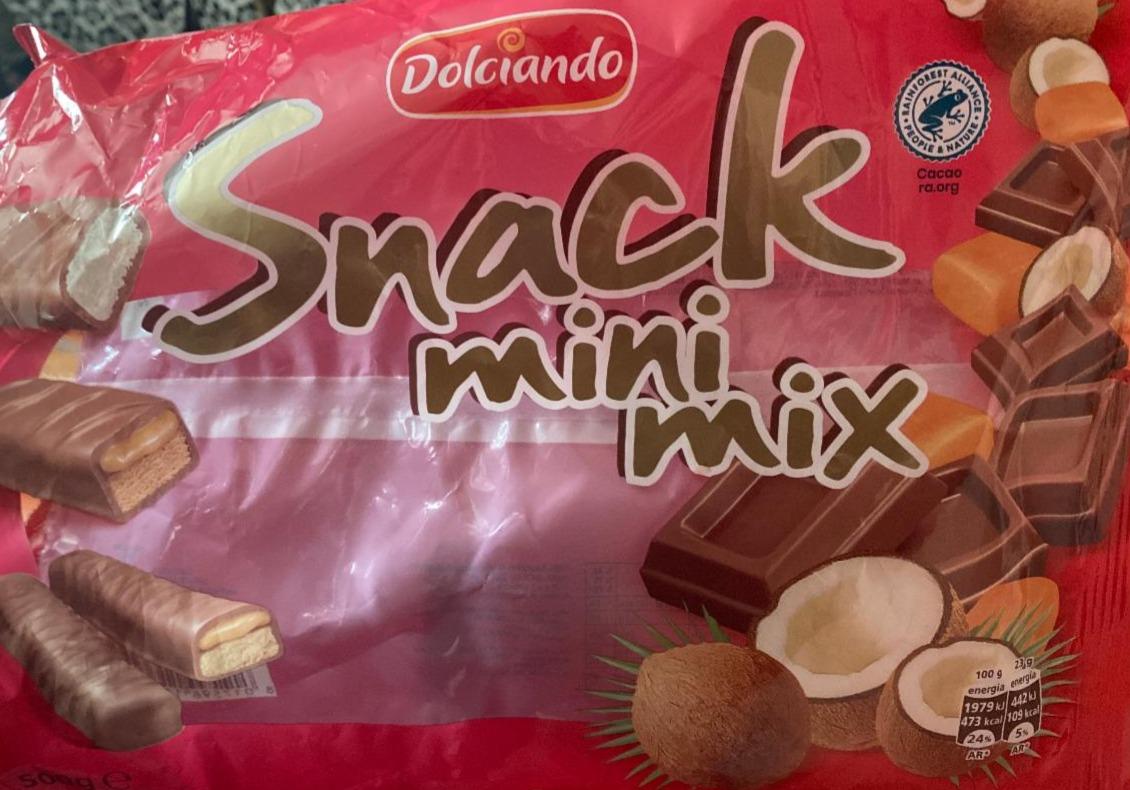 Dolciando
Snack
mini
mix
RAINFOREST ALLIANCE
PEOPLE & NATURE
Cacao
ra.org
100 g
energia
1979 kJ
473 kcal
24%
AR*
23g
energia
442 kJ
109 kcal
5%
AR*
500g e